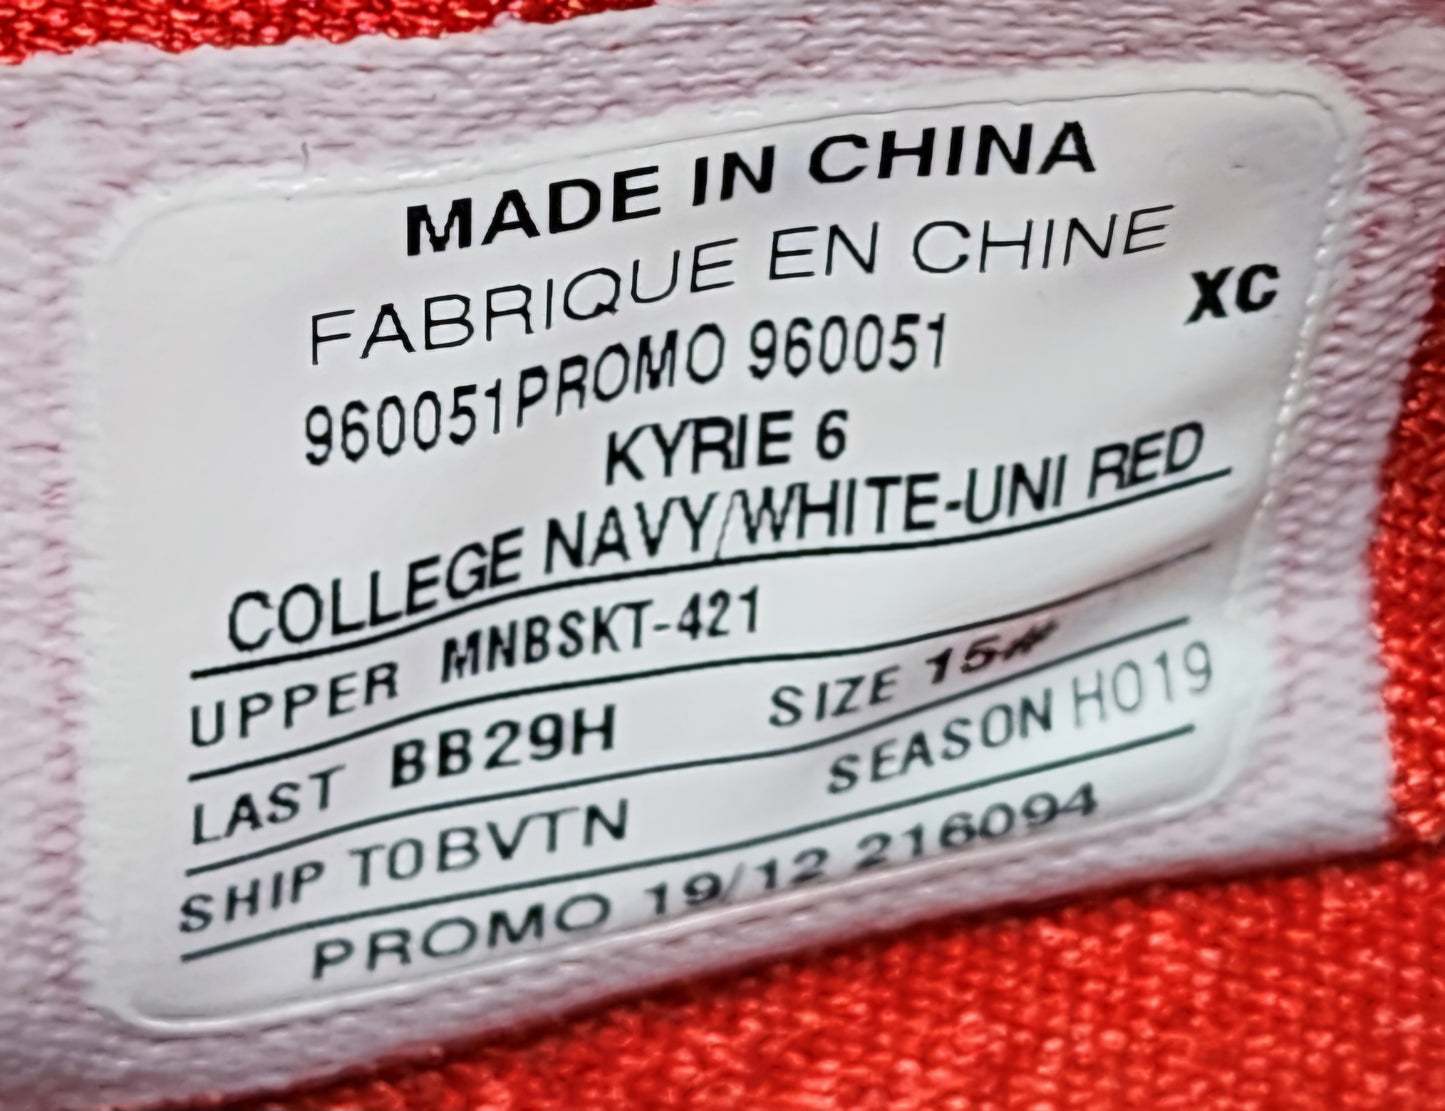 MADE IN CHINA
FABRIQUE EN CHINE
XC
960051PROMO 960051
KYRIE 6
COLLEGE NAVY/WHITE-UNI RED
UPPER MNBSKT-421
LAST BB29H SIZE 15#
SHIP TOBVTN SEASON HO19
PROMO 19/12 216094